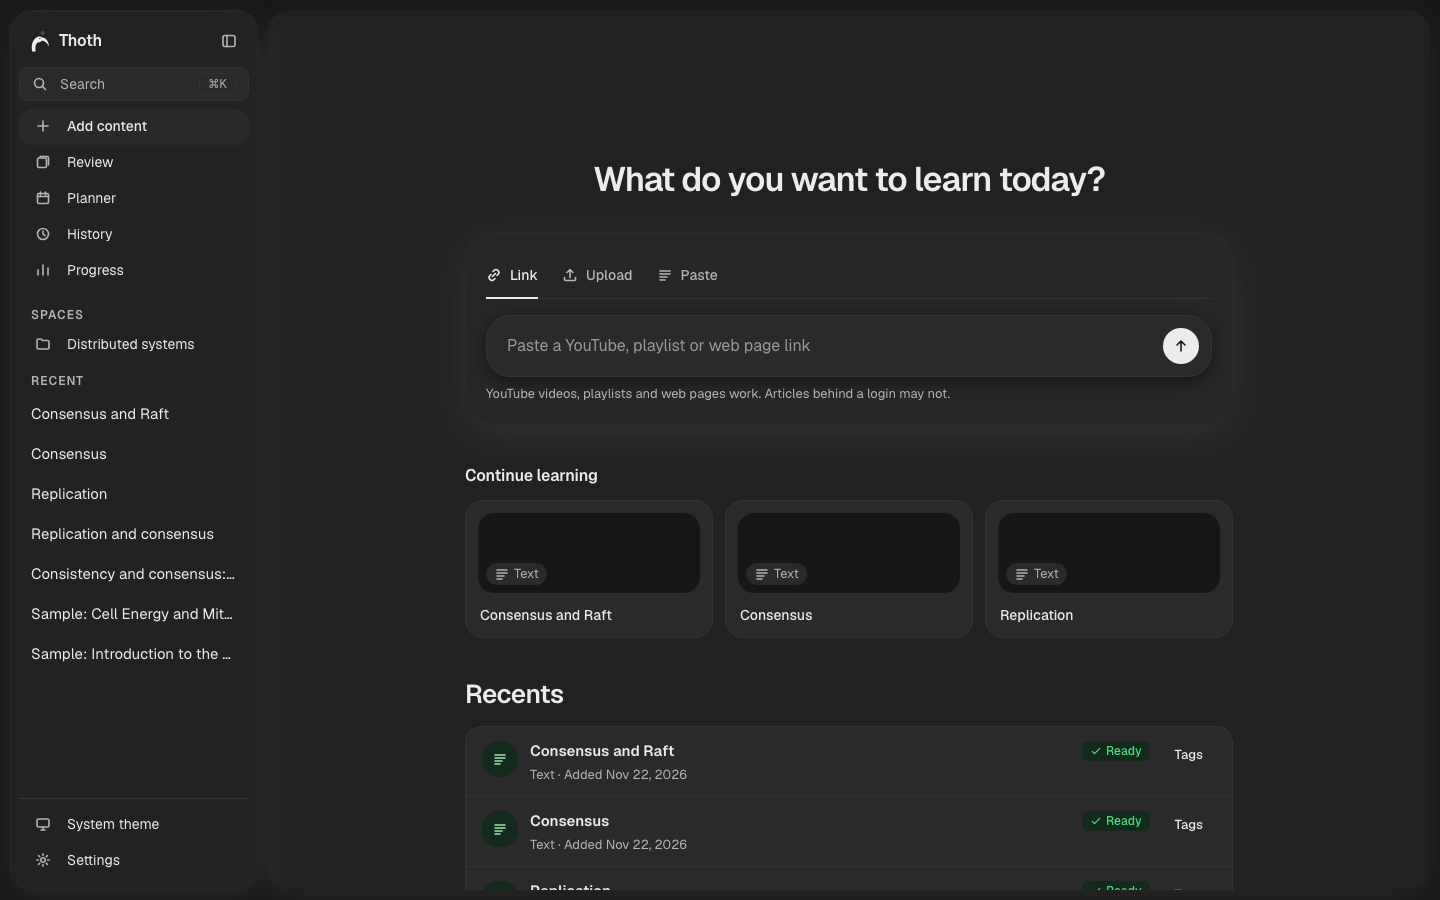 Thoth
Search ⌘K
Add content
Review
Planner
History
Progress
SPACES
Distributed systems
RECENT
Consensus and Raft
Consensus
Replication
Replication and consensus
Consistency and consensus:...
Sample: Cell Energy and Mit...
Sample: Introduction to the ...
System theme
Settings
What do you want to learn today?
Link Upload Paste
Paste a YouTube, playlist or web page link
YouTube videos, playlists and web pages work. Articles behind a login may not.
Continue learning
Text
Consensus and Raft
Text
Consensus
Text
Replication
Recents
Consensus and Raft Ready Tags
Text · Added Nov 22, 2026
Consensus Ready Tags
Text · Added Nov 22, 2026
Replication Ready